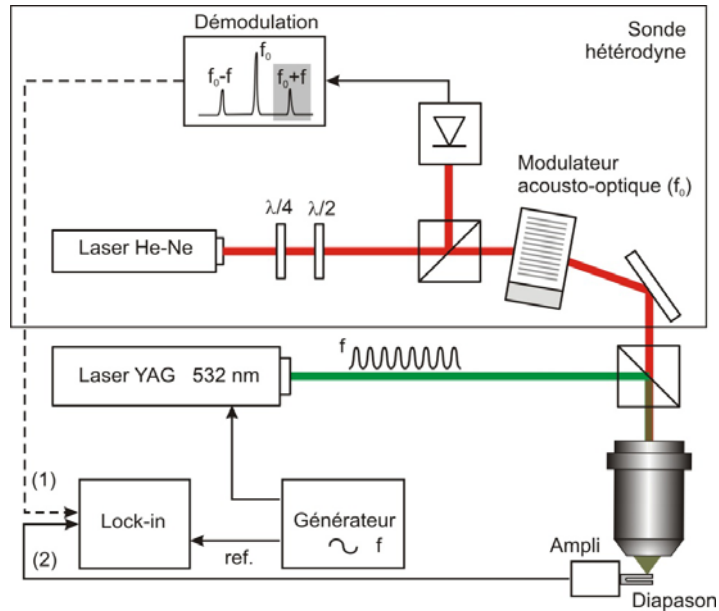 Démodulation
f₀
f₀-f
f₀+f
Sonde
hétérodyne
Modulateur
acousto-optique (f₀)
λ/4
λ/2
Laser He-Ne
f
Laser YAG 532 nm
(1)
Lock-in
Générateur
f
(2)
ref.
Ampli
Diapason